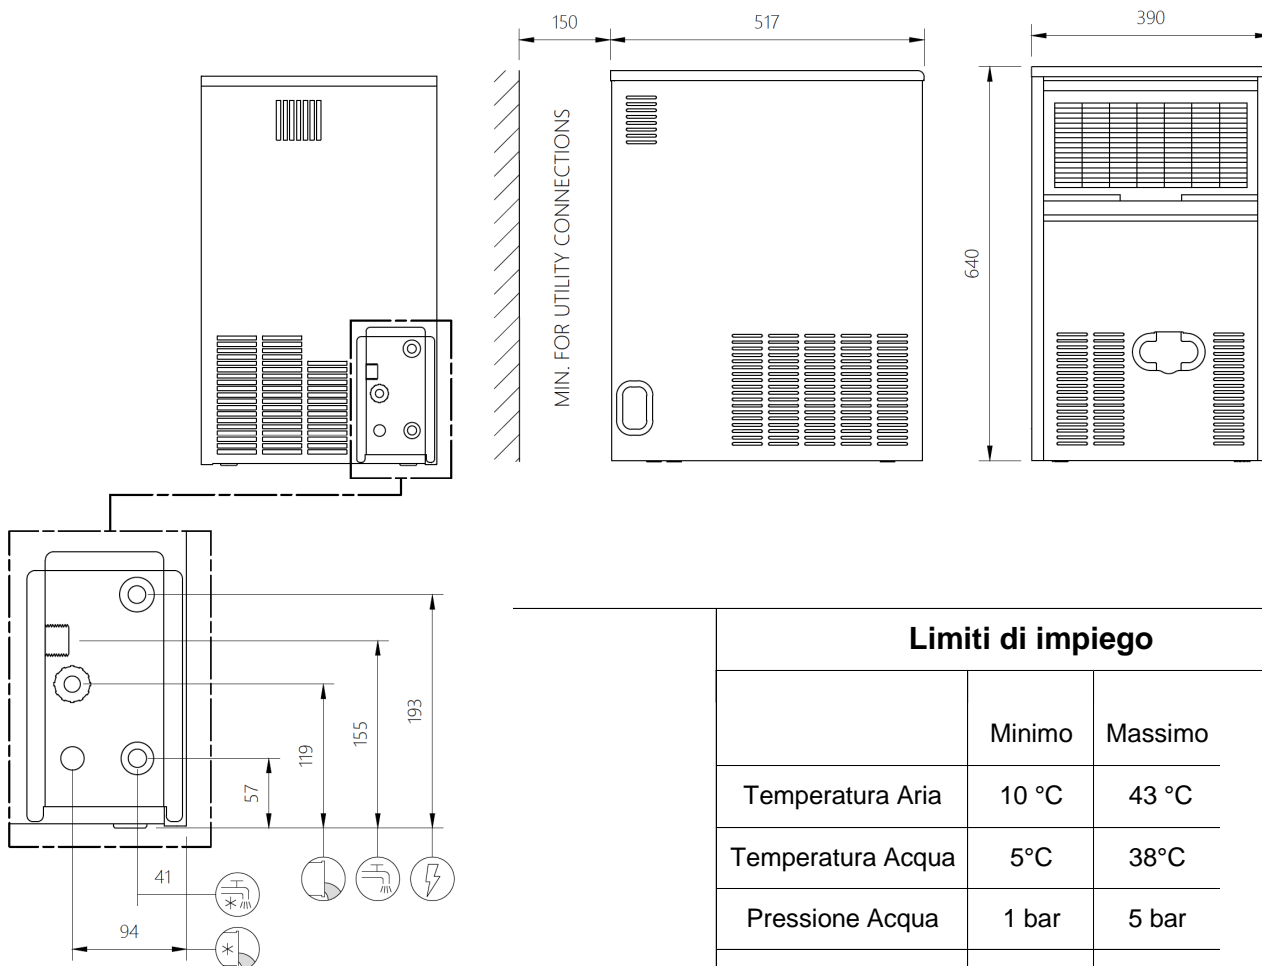 150
517
390
MIN. FOR UTILITY CONNECTIONS
640
193
155
119
57
41
94
Limiti di impiego
Minimo Massimo
Temperatura Aria 10 °C 43 °C
Temperatura Acqua 5°C 38°C
Pressione Acqua 1 bar 5 bar